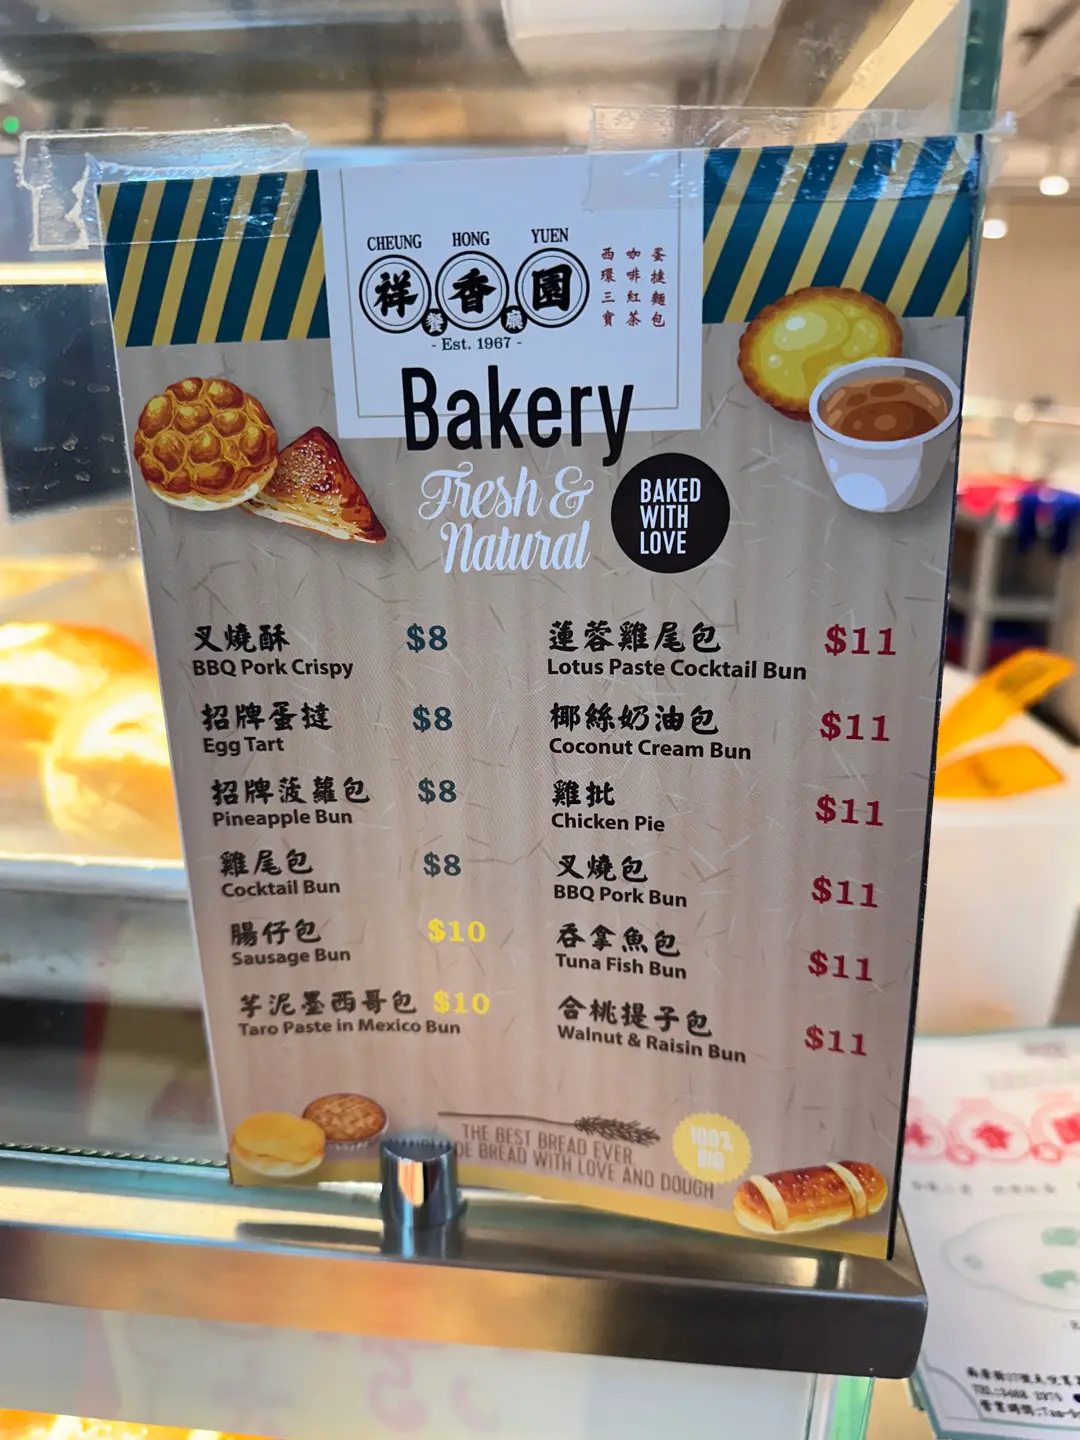 CHEUNG HONG YUEN
祥香園
餐廳
蛋撻麵包
咖啡紅茶
西環三寶
- Est. 1967 -
Bakery
Fresh &
Natural
BAKED
WITH
LOVE
叉燒酥 $8
BBQ Pork Crispy
招牌蛋撻 $8
Egg Tart
招牌菠蘿包 $8
Pineapple Bun
雞尾包 $8
Cocktail Bun
腸仔包 $10
Sausage Bun
芋泥墨西哥包 $10
Taro Paste in Mexico Bun
蓮蓉雞尾包 $11
Lotus Paste Cocktail Bun
椰絲奶油包 $11
Coconut Cream Bun
雞批 $11
Chicken Pie
叉燒包 $11
BBQ Pork Bun
吞拿魚包 $11
Tuna Fish Bun
合桃提子包 $11
Walnut & Raisin Bun
THE BEST BREAD EVER.
BREAD WITH LOVE AND DOUGH
100%
BIG